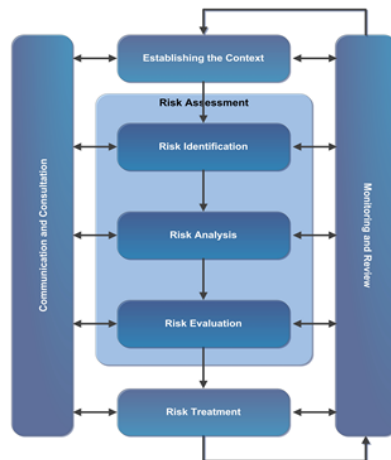 Establishing the Context
Risk Assessment
Risk Identification
Risk Analysis
Risk Evaluation
Risk Treatment
Communication and Consultation
Monitoring and Review